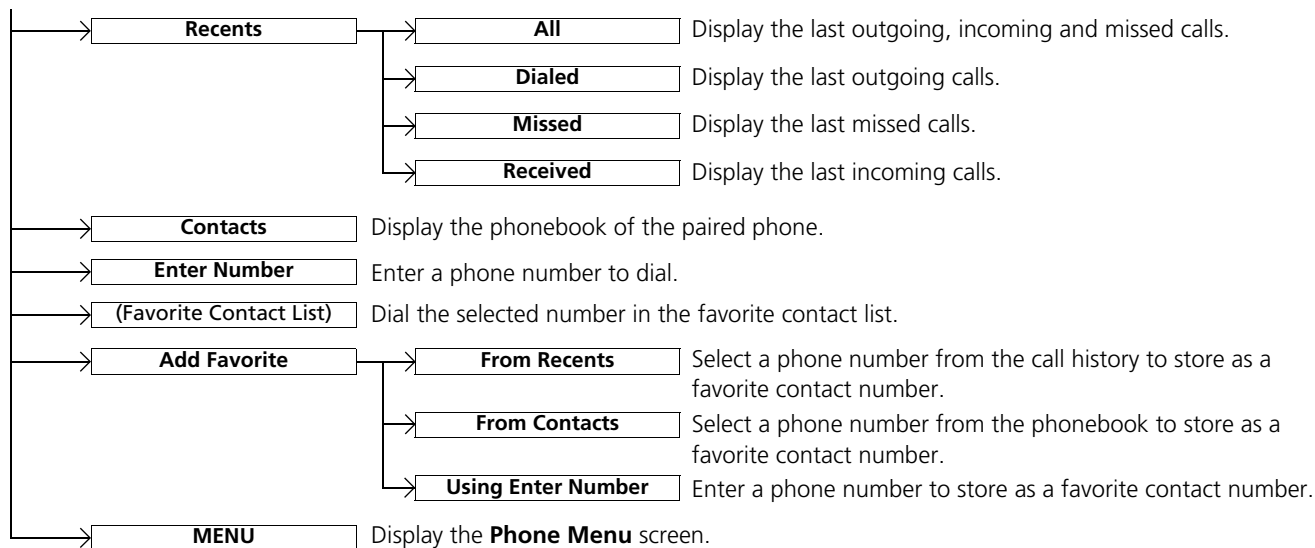 Recents
All
Display the last outgoing, incoming and missed calls.
Dialed
Display the last outgoing calls.
Missed
Display the last missed calls.
Received
Display the last incoming calls.
Contacts
Display the phonebook of the paired phone.
Enter Number
Enter a phone number to dial.
(Favorite Contact List)
Dial the selected number in the favorite contact list.
Add Favorite
From Recents
Select a phone number from the call history to store as a
favorite contact number.
From Contacts
Select a phone number from the phonebook to store as a
favorite contact number.
Using Enter Number
Enter a phone number to store as a favorite contact number.
MENU
Display the Phone Menu screen.